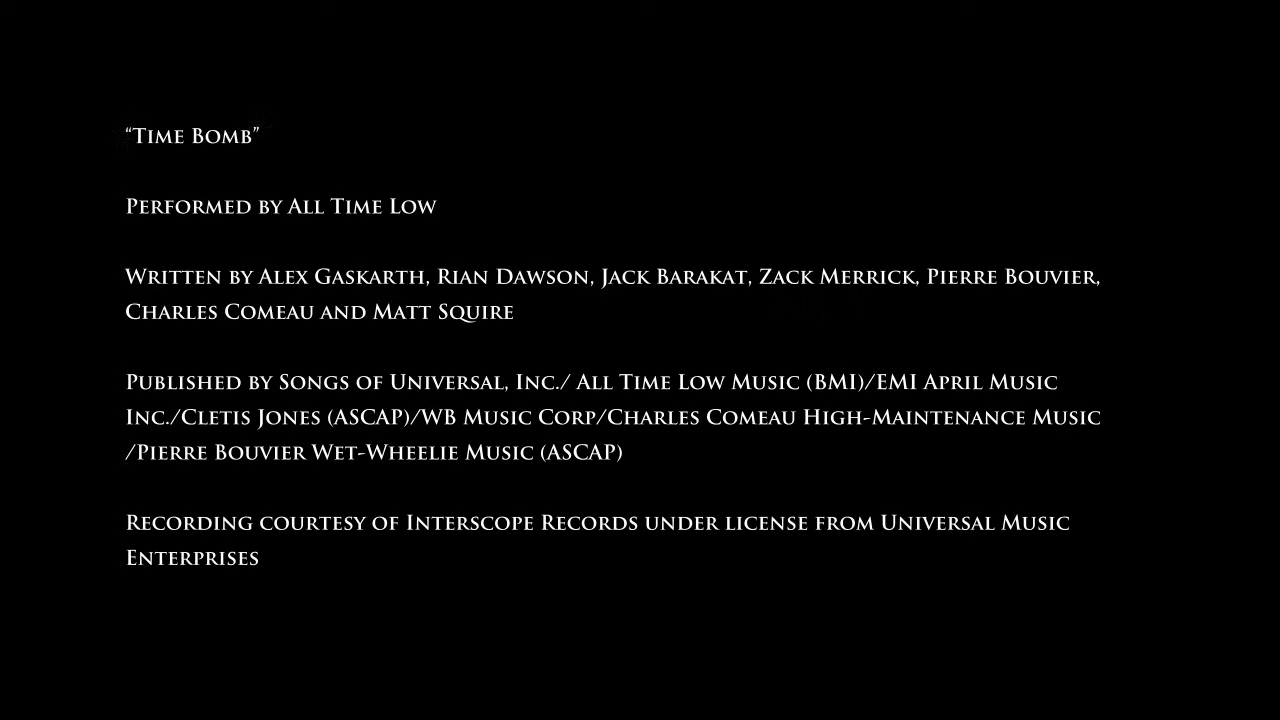 “Time Bomb”
Performed by All Time Low
Written by Alex Gaskarth, Rian Dawson, Jack Barakat, Zack Merrick, Pierre Bouvier,
Charles Comeau and Matt Squire
Published by Songs of Universal, Inc./ All Time Low Music (BMI)/EMI April Music
Inc./Cletis Jones (ASCAP)/WB Music Corp/Charles Comeau High-Maintenance Music
/Pierre Bouvier Wet-Wheelie Music (ASCAP)
Recording courtesy of Interscope Records under license from Universal Music
Enterprises